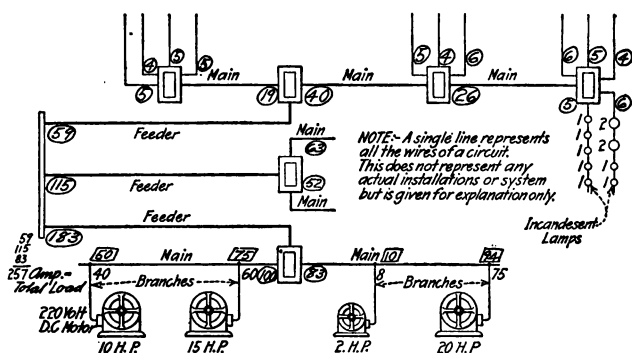 5 4 5 5
5 4 6
6 5 4
Main
Main
Main
5 19 40 26 5 6
59
Feeder
Main
63
NOTE:- A single line represents
all the wires of a circuit.
This does not represent any
actual installations or system
but is given for explanation only.
1 2
1 2
1 1
1 1
1 1
Incandesent
Lamps
115
Feeder
52
Main
183
Feeder
59
115
83
257 Amp.=
Total Load
50 Main 75 Main 10 94
40 60 100 83 8 75
Branches
Branches
220 Volt
D.C Motor
10 H.P. 15 H.P. 2. H.P. 20 H.P.